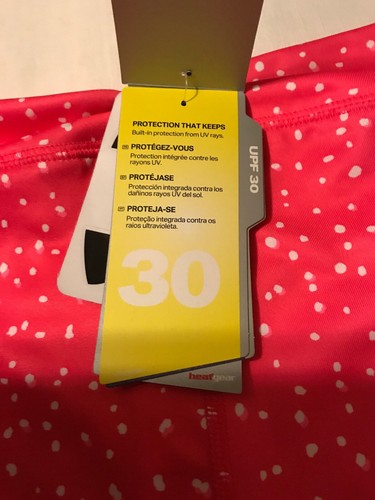 PROTECTION THAT KEEPS
Built-in protection from UV rays.
PROTÉGEZ-VOUS
Protection intégrée contre les
rayons UV.
PROTÉJASE
Protección integrada contra los
dañinos rayos UV del sol.
PROTEJA-SE
Proteção integrada contra os
raios ultravioleta.
30
UPF 30
heatgear